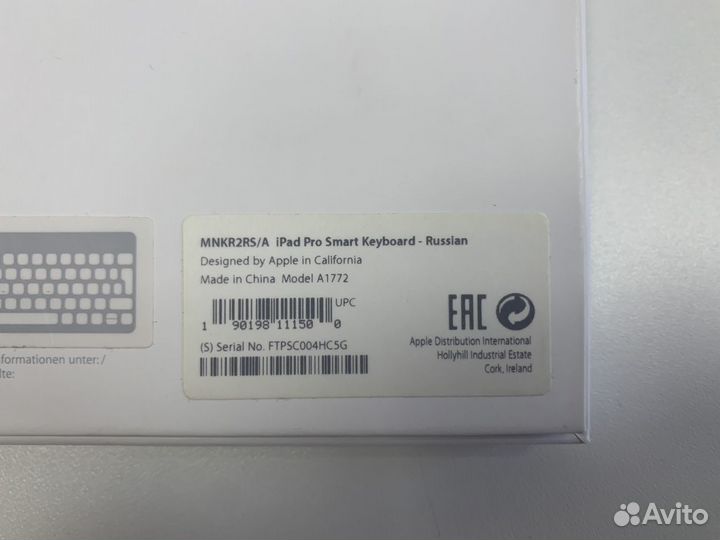 MNKR2RS/A iPad Pro Smart Keyboard - Russian
Designed by Apple in California
Made in China Model A1772
UPC
1 90198 11150 0
(S) Serial No. FTPSC004HC5G
EAC
Apple Distribution International
Hollyhill Industrial Estate
Cork, Ireland
nformationen unter: /
lte:
Avito